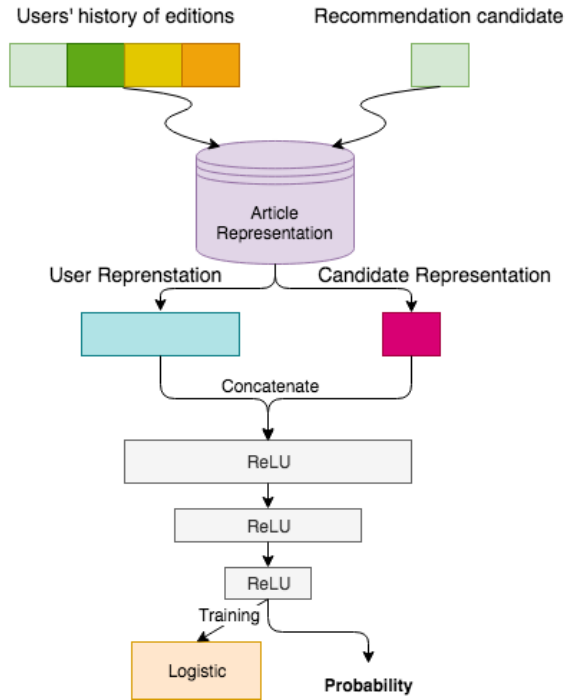 Users' history of editions
Recommendation candidate
Article
Representation
User Reprenstation
Candidate Representation
Concatenate
ReLU
ReLU
ReLU
Training
Logistic
Probability